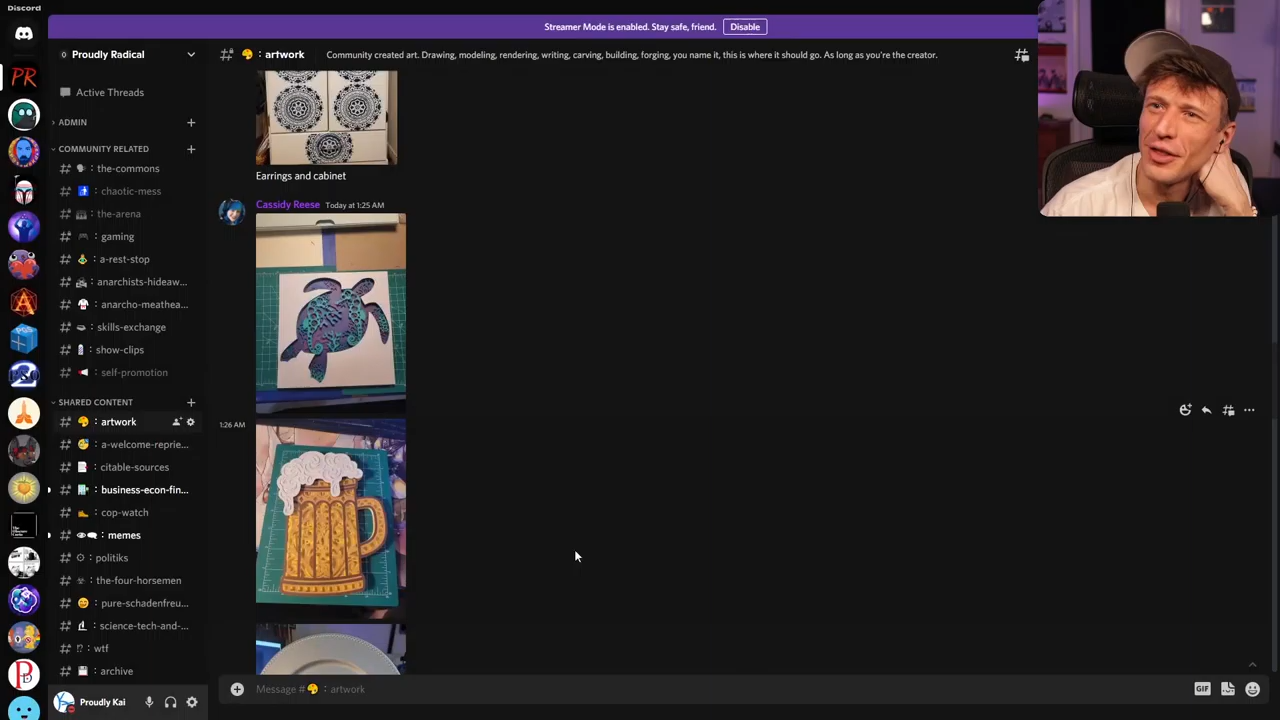 Discord
Streamer Mode is enabled. Stay safe, friend. Disable
PR
Proudly Radical
artwork
Community created art. Drawing, modeling, rendering, writing, carving, building, forging, you name it, this is where it should go. As long as you're the creator.
Active Threads
ADMIN
COMMUNITY RELATED
the-commons
chaotic-mess
the-arena
gaming
a-rest-stop
anarchists-hideaw...
anarcho-meathea...
skills-exchange
show-clips
self-promotion
SHARED CONTENT
artwork
a-welcome-reprie...
citable-sources
business-econ-fin...
cop-watch
memes
politiks
the-four-horsemen
pure-schadenfreu...
science-tech-and-...
wtf
archive
Proudly Kai
Earrings and cabinet
Cassidy Reese Today at 1:25 AM
1:26 AM
Message # : artwork
GIF